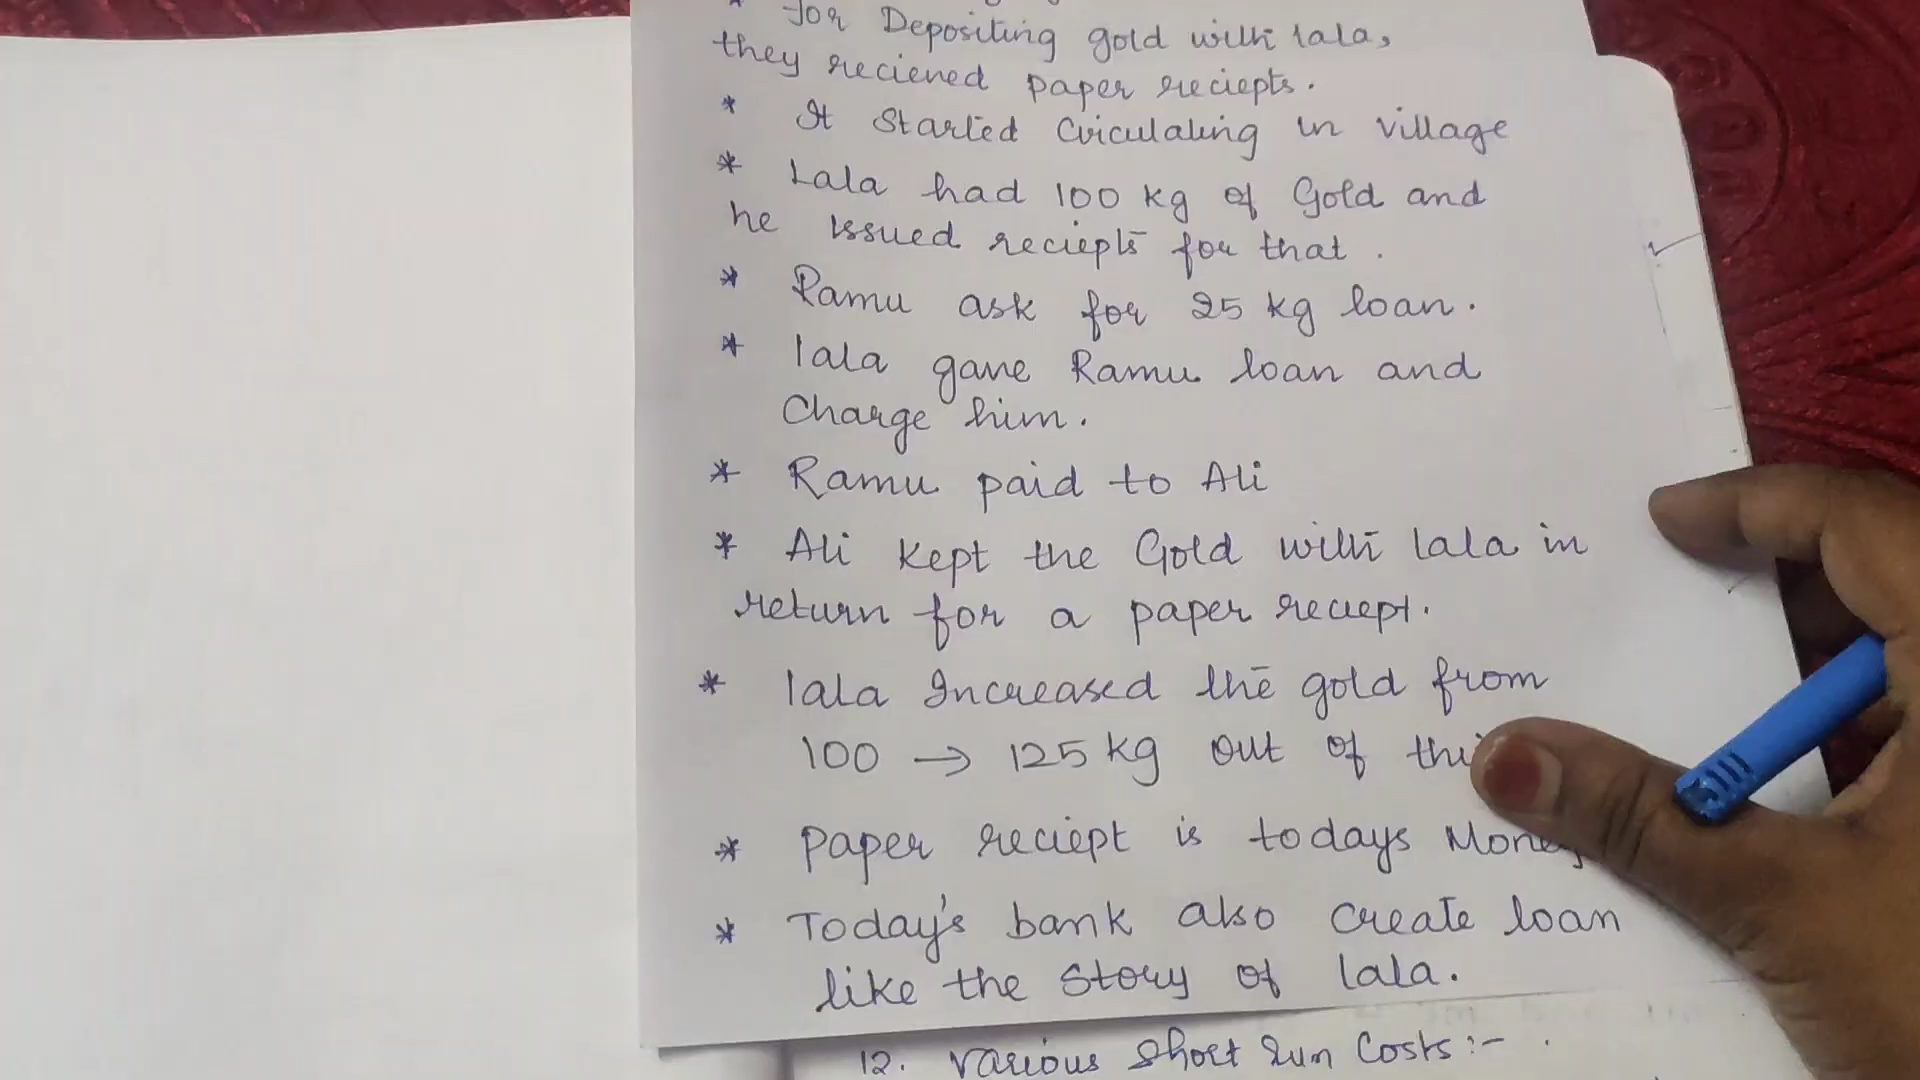 * for Depositing gold with lala,
they recieved paper reciepts.
* It started circulating in village
* Lala had 100 kg of Gold and
he issued reciepts for that.
* Ramu ask for 25 kg loan.
* lala gave Ramu loan and
Charge him.
* Ramu paid to Ali
* Ali kept the Gold with lala in
return for a paper reciept.
* lala Increased the gold from
100 → 125 kg out of
* Paper reciept is todays Money
* Today's bank also create loan
like the story of lala.
12. Various short run Costs :-